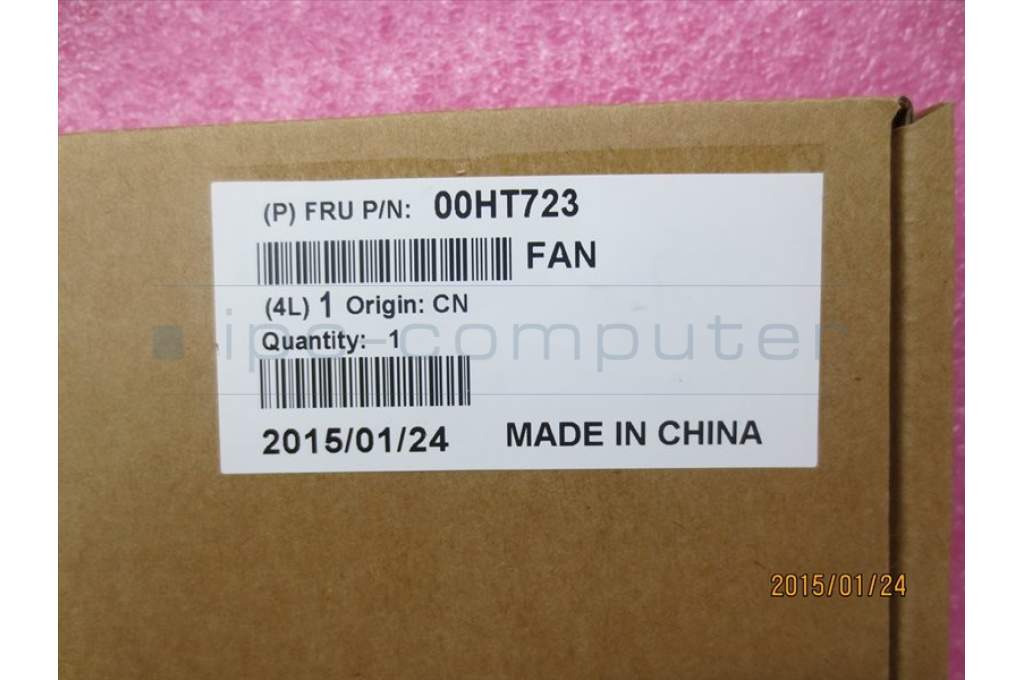 (P) FRU P/N: 00HT723
FAN
(4L) 1 Origin: CN
Quantity: 1
ipc-computer
2015/01/24 MADE IN CHINA
2015/01/24